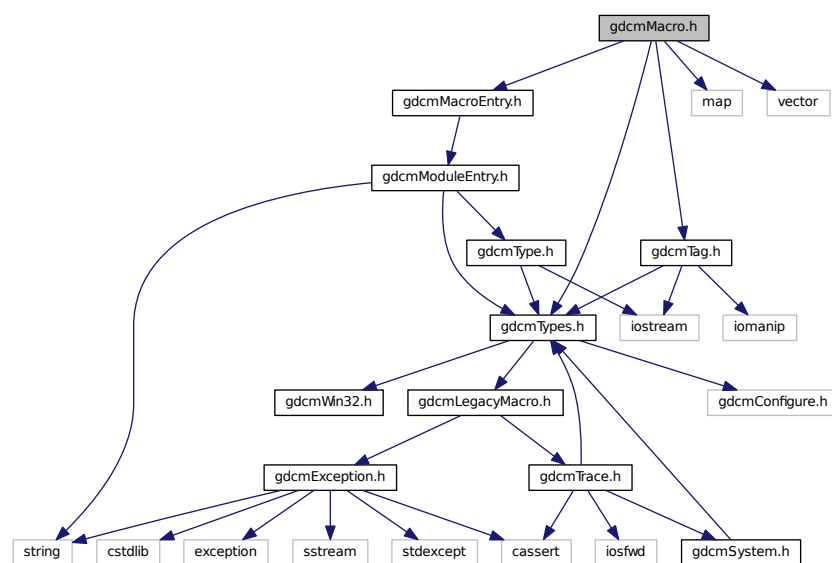 gdcmMacro.h
gdcmMacroEntry.h
map
vector
gdcmModuleEntry.h
gdcmType.h
gdcmTag.h
gdcmTypes.h
iostream
iomanip
gdcmWin32.h
gdcmLegacyMacro.h
gdcmConfigure.h
gdcmException.h
gdcmTrace.h
string
cstdlib
exception
sstream
stdexcept
cassert
iosfwd
gdcmSystem.h